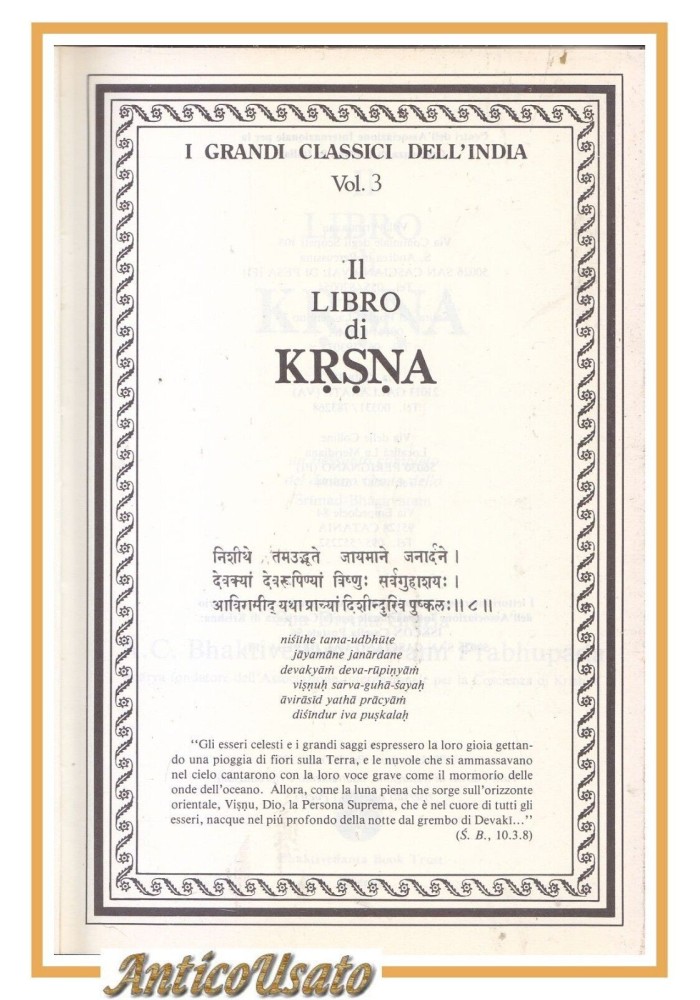 I GRANDI CLASSICI DELL'INDIA
Vol. 3
Il
LIBRO
di
KṚṢṆA
निशीथे तमउद्भूते जायमाने जनार्दने।
देवक्यां देवरूपिण्यां विष्णुः सर्वगुहाशयः।
यथा प्राच्यां दिशीन्दुरिव पुष्कलः॥ ८॥
niśīthe tama-udbhūte
jāyamāne janārdane
devakyāṁ deva-rūpiṇyāṁ
viṣṇuḥ sarva-guhā-śayaḥ
āvirāsīd yathā prācyāṁ
diśīndur iva puṣkalaḥ
"Gli esseri celesti e i grandi saggi espressero la loro gioia gettan-
do una pioggia di fiori sulla Terra, e le nuvole che si ammassavano
nel cielo cantarono con la loro voce grave come il mormorio delle
onde dell'oceano. Allora, come la luna piena che sorge sull'orizzonte
orientale, Viṣṇu, Dio, la Persona Suprema, che è nel cuore di tutti gli
esseri, nacque nel piú profondo della notte dal grembo di Devakī..."
(Ś. B., 10.3.8)
AnticoUsato